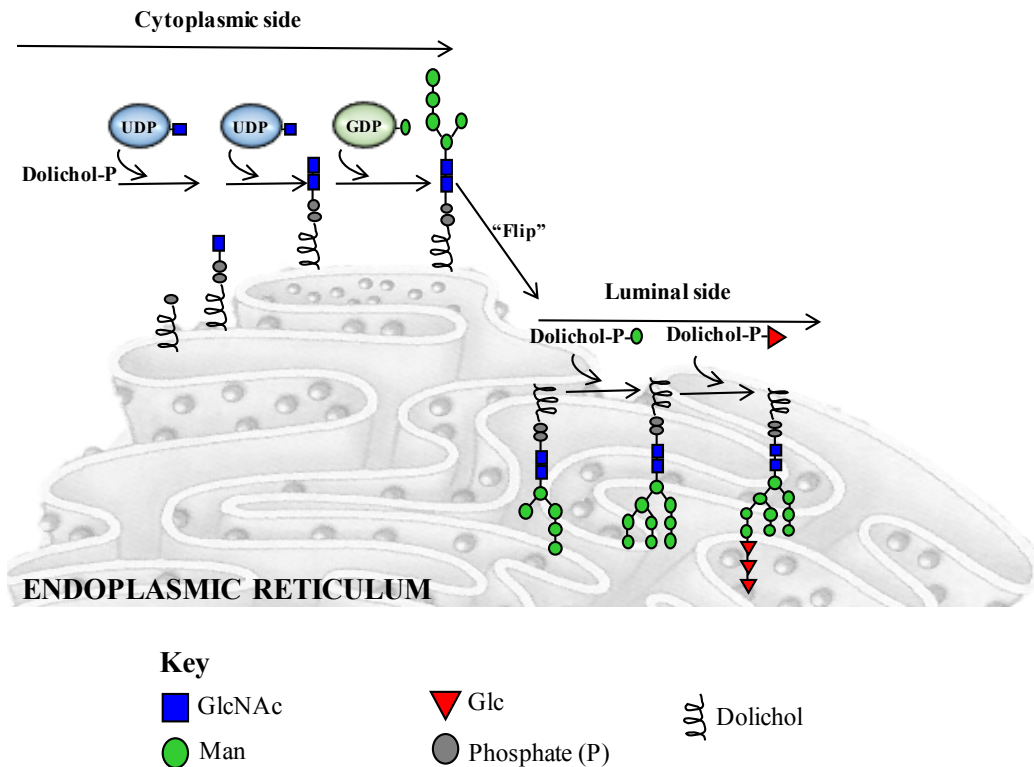 Cytoplasmic side
UDP
UDP
GDP
Dolichol-P
“Flip”
Luminal side
Dolichol-P-
Dolichol-P-
ENDOPLASMIC RETICULUM
Key
GlcNAc
Glc
Dolichol
Man
Phosphate (P)